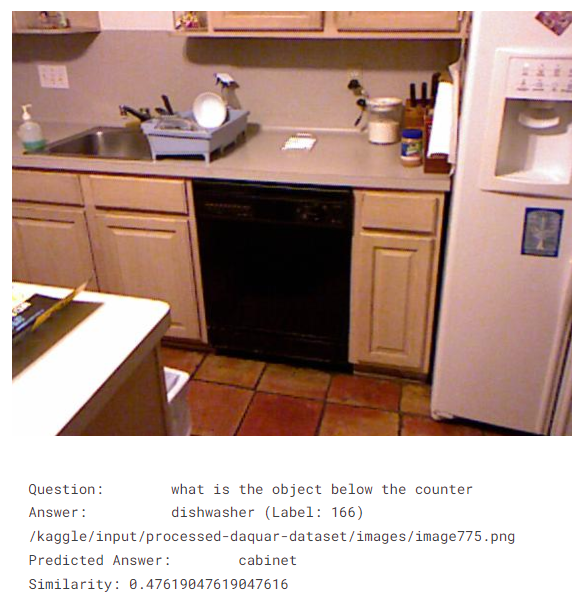 Question: what is the object below the counter
Answer: dishwasher (Label: 166)
/kaggle/input/processed-daquar-dataset/images/image775.png
Predicted Answer: cabinet
Similarity: 0.47619047619047616